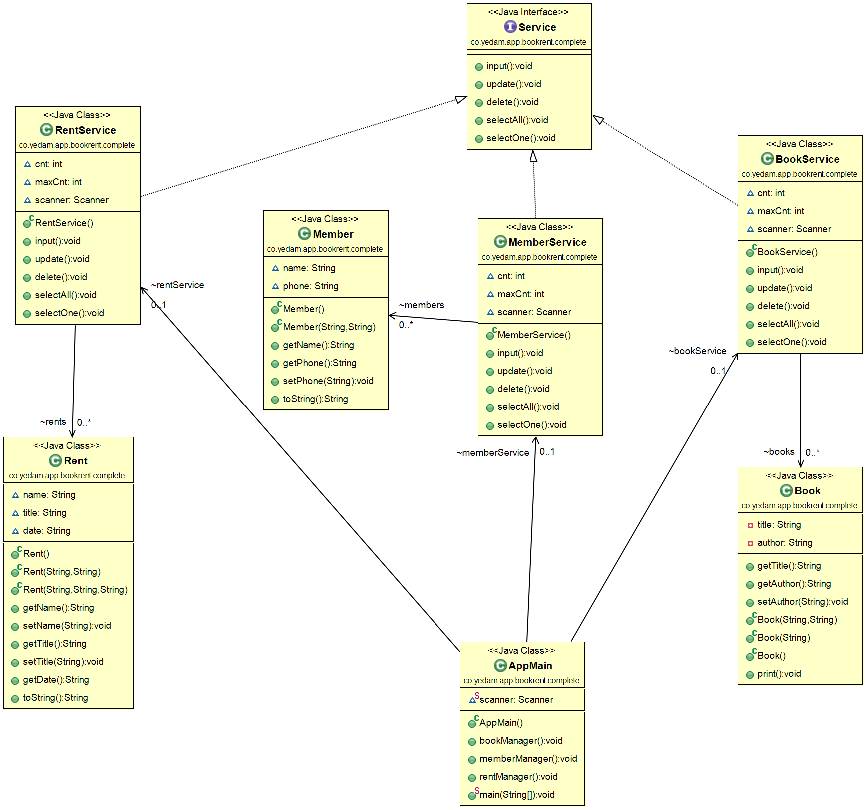 <<Java Interface>>
Service
co.yedam.app.bookrent.complete
input():void
update():void
delete():void
selectAll():void
selectOne():void
<<Java Class>>
RentService
co.yedam.app.bookrent.complete
cnt: int
maxCnt: int
scanner: Scanner
RentService()
input():void
update():void
delete():void
selectAll():void
selectOne():void
<<Java Class>>
BookService
co.yedam.app.bookrent.complete
cnt: int
maxCnt: int
scanner: Scanner
BookService()
input():void
update():void
delete():void
selectAll():void
selectOne():void
<<Java Class>>
Member
co.yedam.app.bookrent.complete
name: String
phone: String
Member()
Member(String,String)
getName():String
getPhone():String
setPhone(String):void
toString():String
<<Java Class>>
MemberService
co.yedam.app.bookrent.complete
cnt: int
maxCnt: int
scanner: Scanner
MemberService()
input():void
update():void
delete():void
selectAll():void
selectOne():void
~rentService
0..1
~members
0..*
~bookService
0..1
~rents
0..*
~memberService
0..1
~books
0..*
<<Java Class>>
Rent
co.yedam.app.bookrent.complete
name: String
title: String
date: String
Rent()
Rent(String,String)
Rent(String,String,String)
getName():String
setName(String):void
getTitle():String
setTitle(String):void
getDate():String
toString():String
<<Java Class>>
Book
co.yedam.app.bookrent.complete
title: String
author: String
getTitle():String
getAuthor():String
setAuthor(String):void
Book(String,String)
Book(String)
Book()
print():void
<<Java Class>>
AppMain
co.yedam.app.bookrent.complete
scanner: Scanner
AppMain()
bookManager():void
memberManager():void
rentManager():void
main(String[]):void